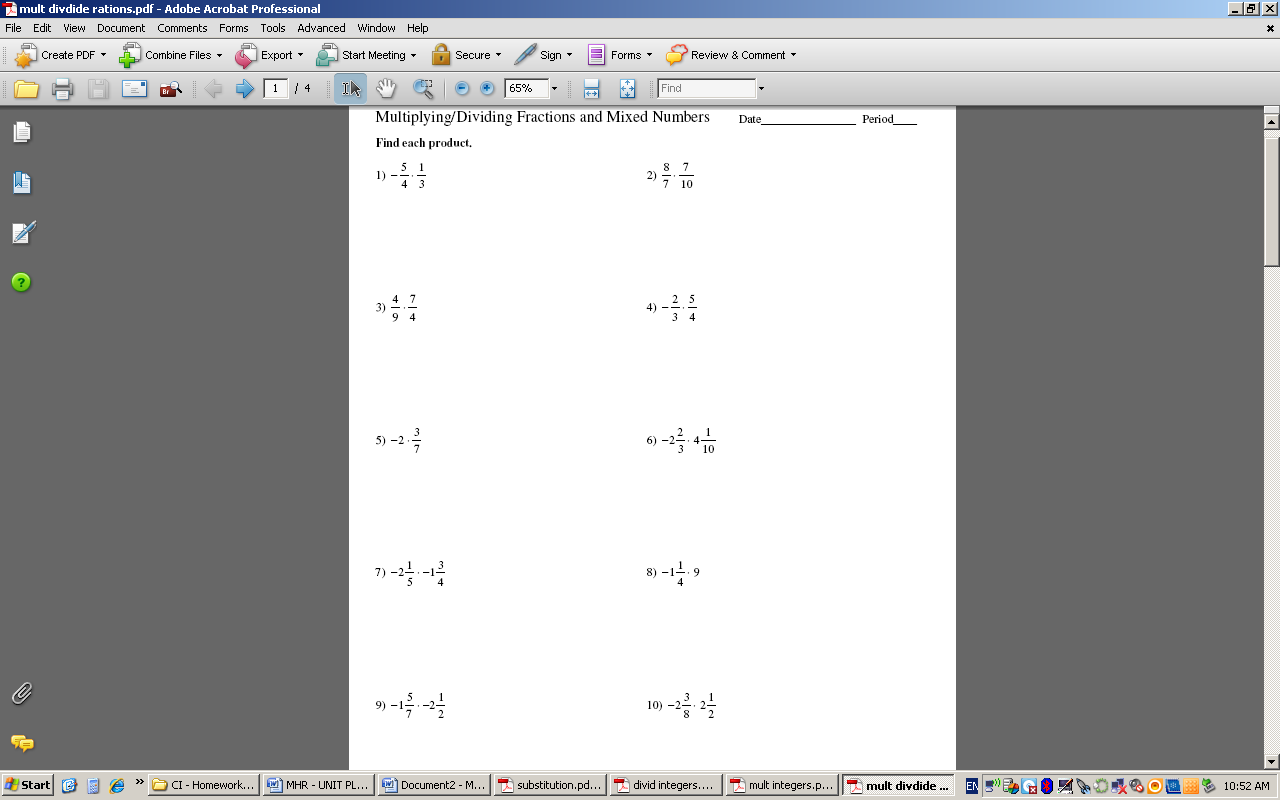 mult divdide rations.pdf - Adobe Acrobat Professional
File Edit View Document Comments Forms Tools Advanced Window Help
Create PDF Combine Files Export Start Meeting Secure Sign Forms Review & Comment
1 / 4 65% Find
Multiplying/Dividing Fractions and Mixed Numbers Date________________ Period____
Find each product.
1) −5/4 · 1/3 2) 8/7 · 7/10
3) 4/9 · 7/4 4) −2/3 · 5/4
5) −2 · 3/7 6) −2 2/3 · 4 1/10
7) −2 1/5 · −1 3/4 8) −1 1/4 · 9
9) −1 5/7 · −2 1/2 10) −2 3/8 · 2 1/2
Start » CI - Homework... MHR - UNIT PL... Document2 - M... substitution.pd... divid integers.... mult integers.p... mult divdide ... EN 10:52 AM